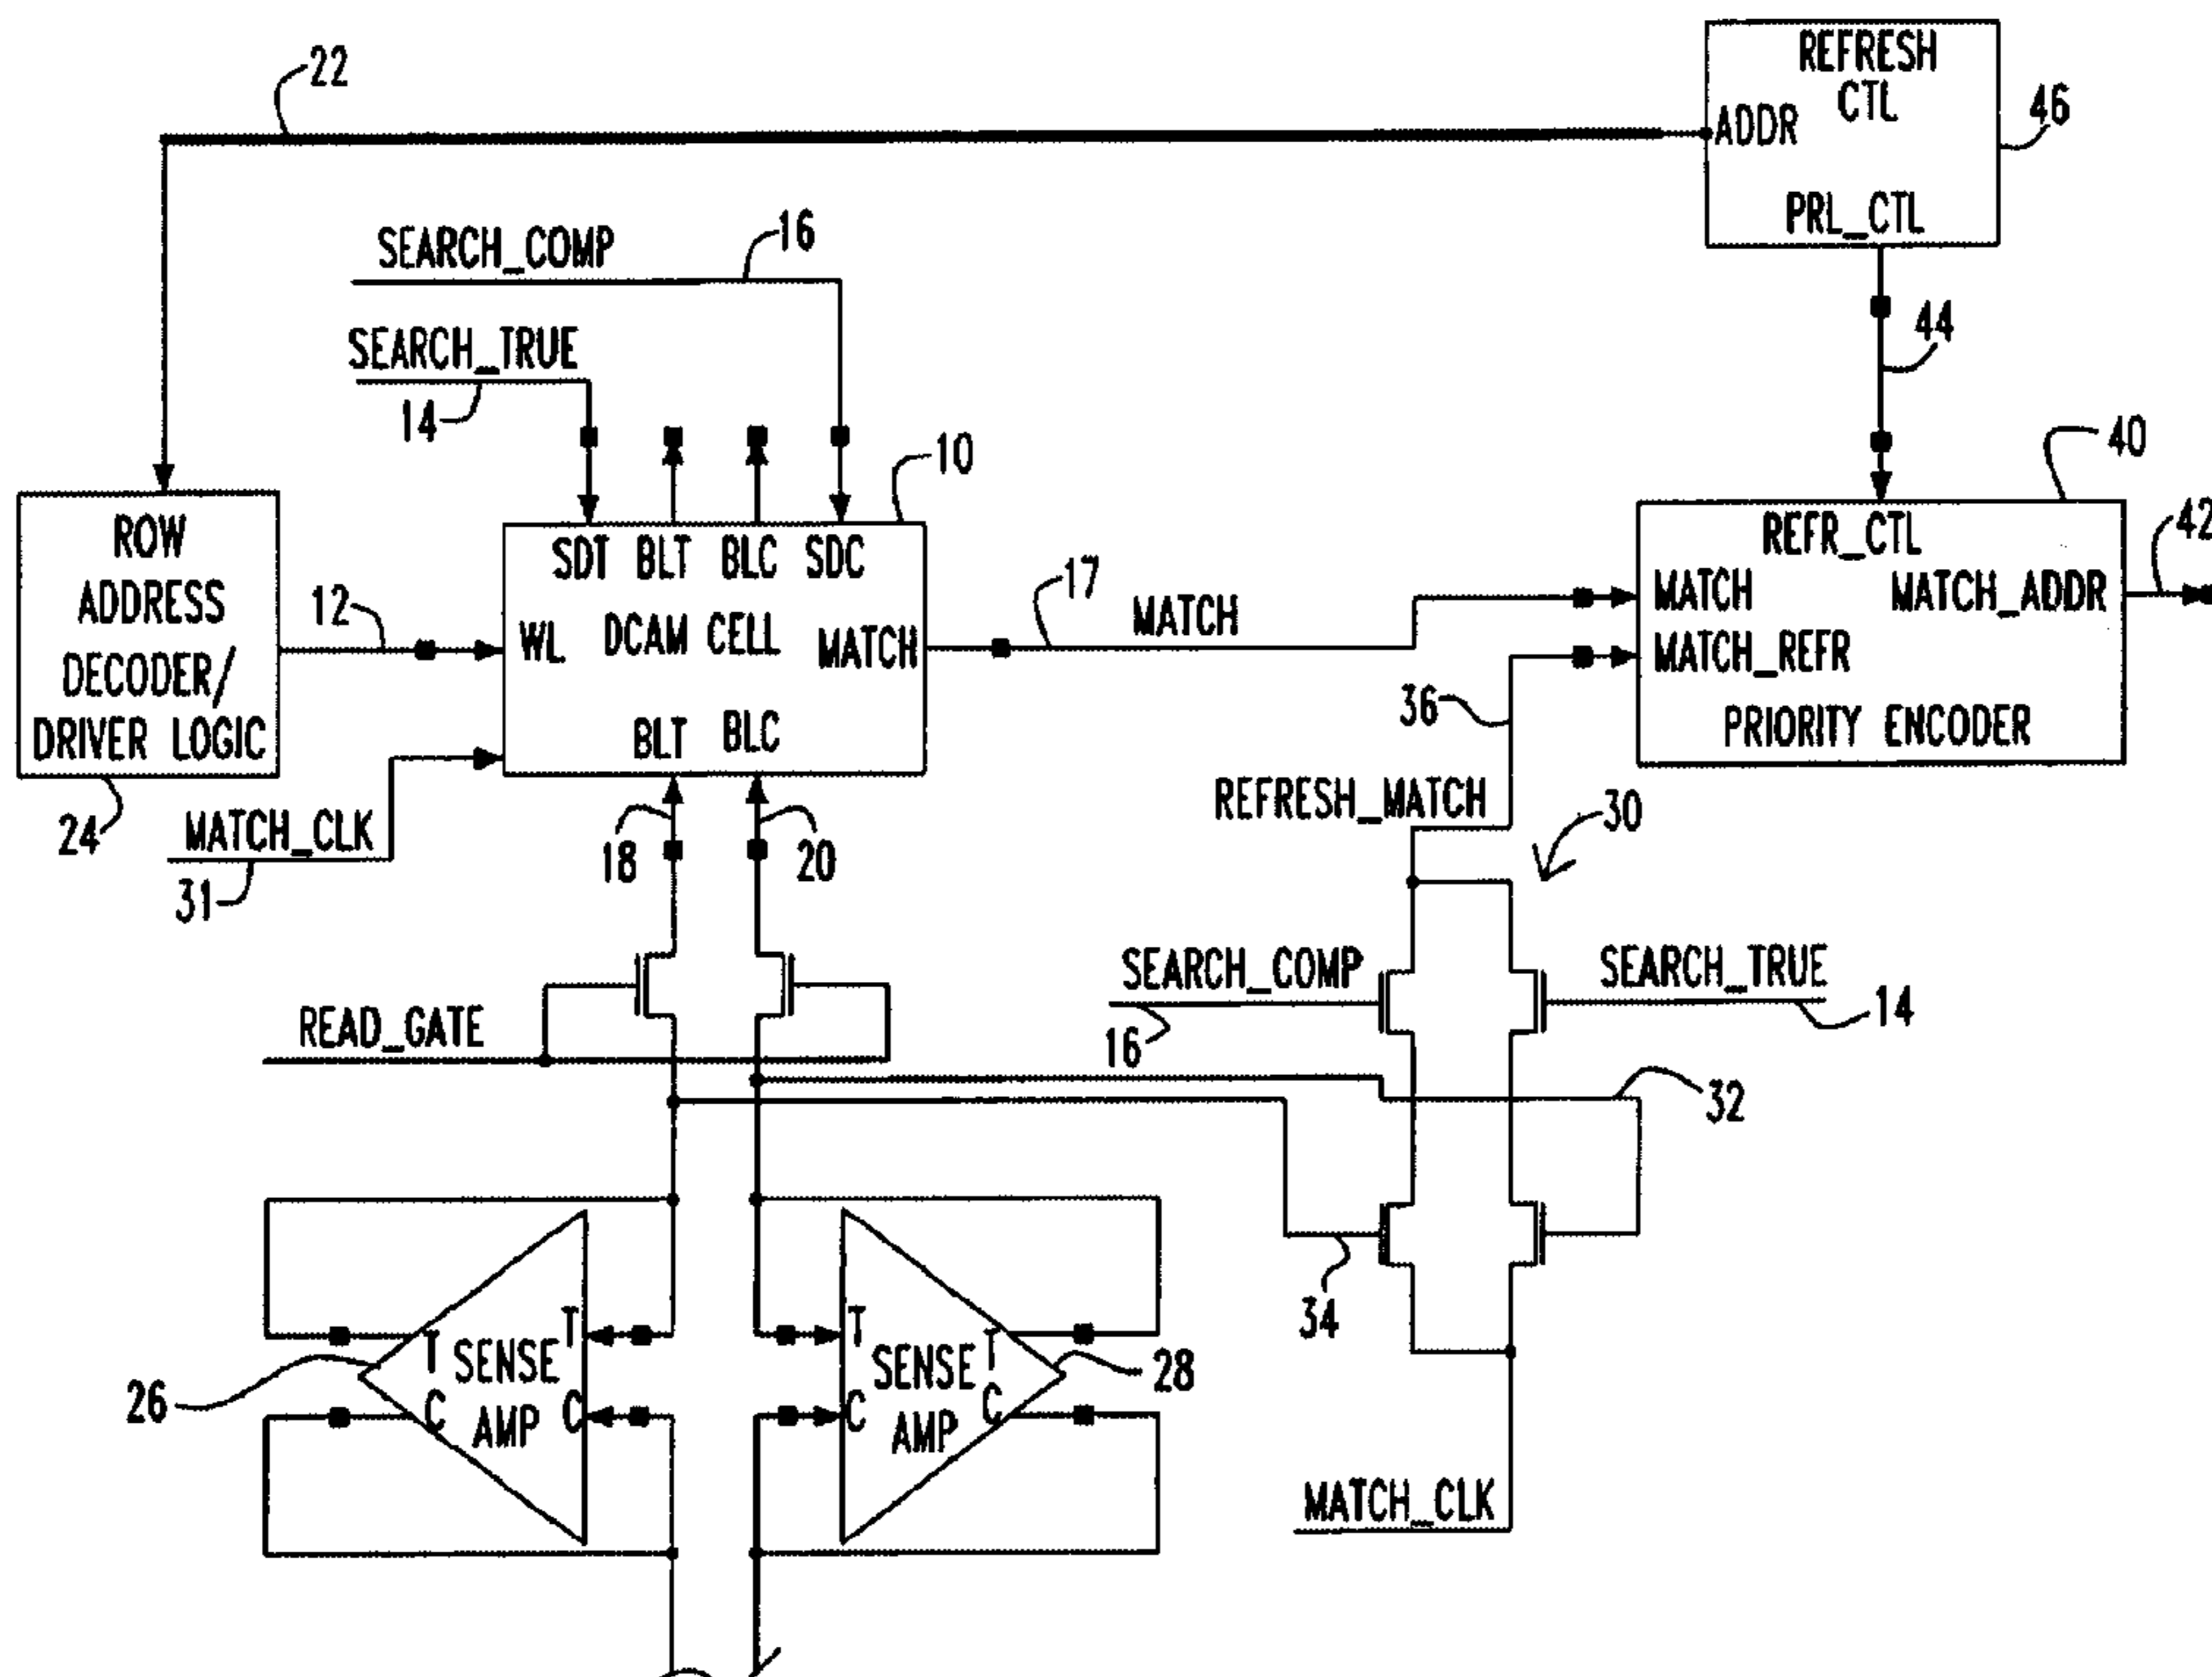 22
REFRESH
CTL
ADDR
46
PRL_CTL
SEARCH_COMP
16
SEARCH_TRUE
14
44
10
40
42
ROW
ADDRESS
DECODER/
DRIVER LOGIC
24
12
SDT BLT BLC SDC
WL DCAM CELL MATCH
BLT BLC
17
MATCH
REFR_CTL
MATCH MATCH_ADDR
MATCH_REFR
PRIORITY ENCODER
36
REFRESH_MATCH
MATCH_CLK
31
18
20
30
READ_GATE
SEARCH_COMP
16
SEARCH_TRUE
14
32
34
T SENSE T
C AMP C
26
T SENSE T
C AMP C
28
MATCH_CLK